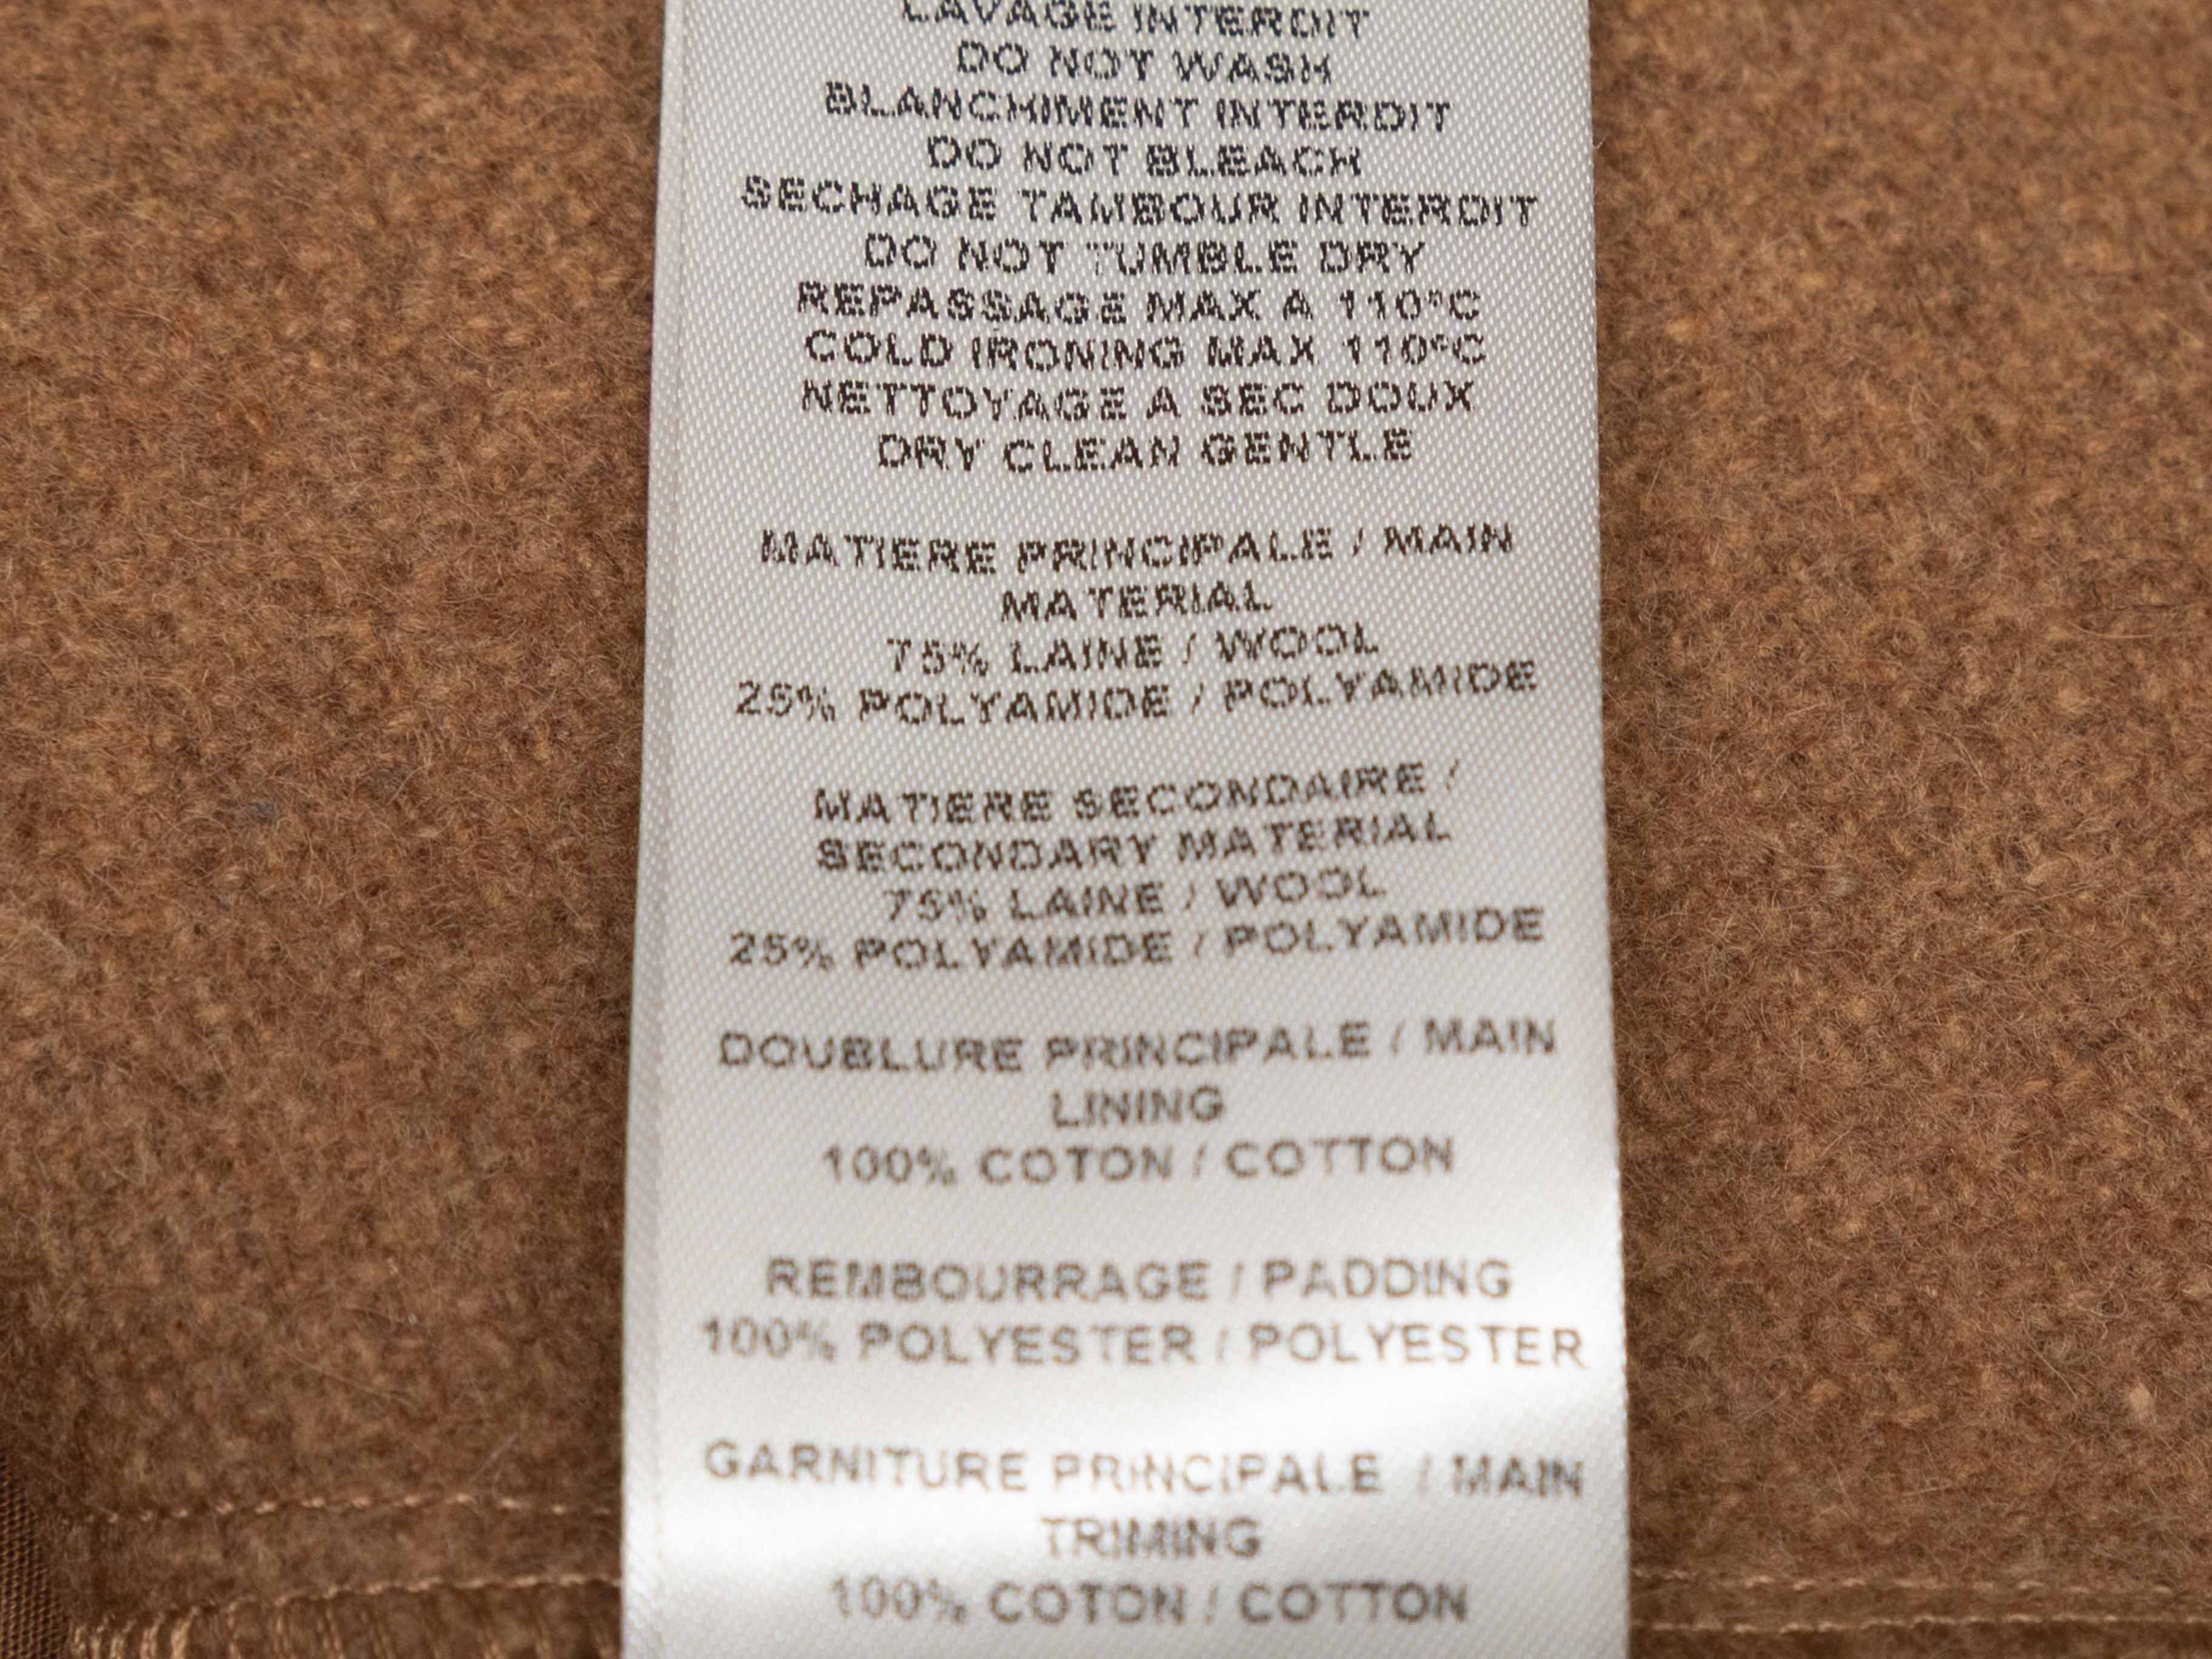 LAVAGE INTERDIT
DO NOT WASH
BLANCHIMENT INTERDIT
DO NOT BLEACH
SECHAGE TAMBOUR INTERDIT
DO NOT TUMBLE DRY
REPASSAGE MAX A 110°C
COLD IRONING MAX 110°C
NETTOYAGE A SEC DOUX
DRY CLEAN GENTLE
MATIERE PRINCIPALE / MAIN
MATERIAL
75% LAINE / WOOL
25% POLYAMIDE / POLYAMIDE
MATIERE SECONDAIRE /
SECONDARY MATERIAL
75% LAINE / WOOL
25% POLYAMIDE / POLYAMIDE
DOUBLURE PRINCIPALE / MAIN
LINING
100% COTON / COTTON
REMBOURRAGE / PADDING
100% POLYESTER / POLYESTER
GARNITURE PRINCIPALE / MAIN
TRIMING
100% COTON / COTTON